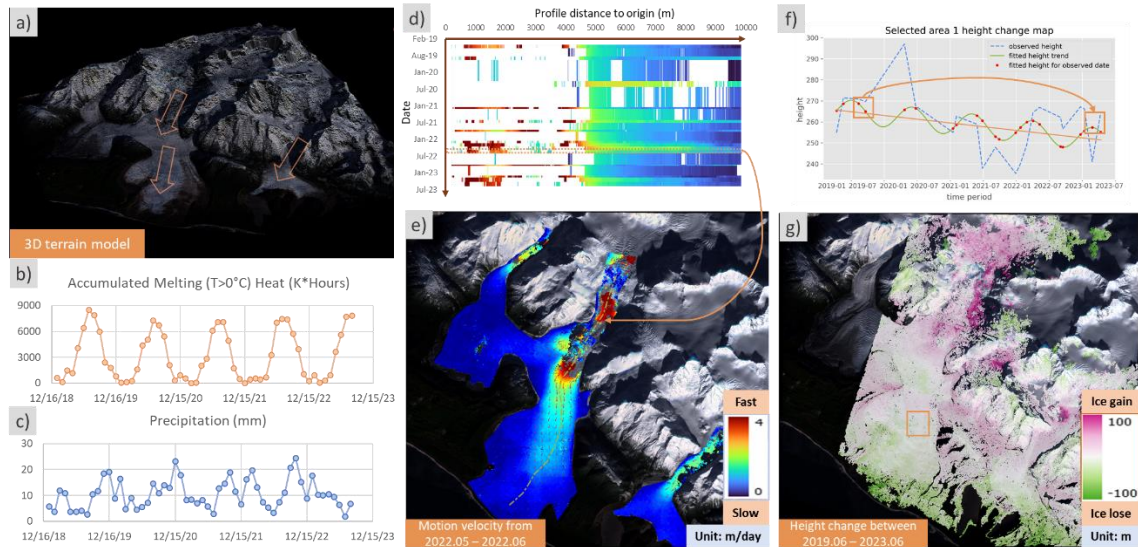 a)
3D terrain model
b)
Accumulated Melting (T>0°C) Heat (K*Hours)
9000
6000
3000
0
12/16/18 12/16/19 12/15/20 12/15/21 12/15/22 12/15/23
c)
Precipitation (mm)
30
20
10
0
12/16/18 12/16/19 12/15/20 12/15/21 12/15/22 12/15/23
d)
Profile distance to origin (m)
0 1000 2000 3000 4000 5000 6000 7000 8000 9000 10000
Date
Feb-19
Aug-19
Jan-20
Jul-20
Jan-21
Jul-21
Jan-22
Jul-22
Jan-23
Jul-23
e)
Fast
4
0
Slow
Motion velocity from
2022.05 – 2022.06
Unit: m/day
f)
Selected area 1 height change map
observed height
fitted height trend
fitted height for observed date
height
300
290
280
270
260
250
240
2019-01 2019-07 2020-01 2020-07 2021-01 2021-07 2022-01 2022-07 2023-01 2023-07
time period
g)
Ice gain
100
-100
Ice lose
Height change between
2019.06 – 2023.06
Unit: m